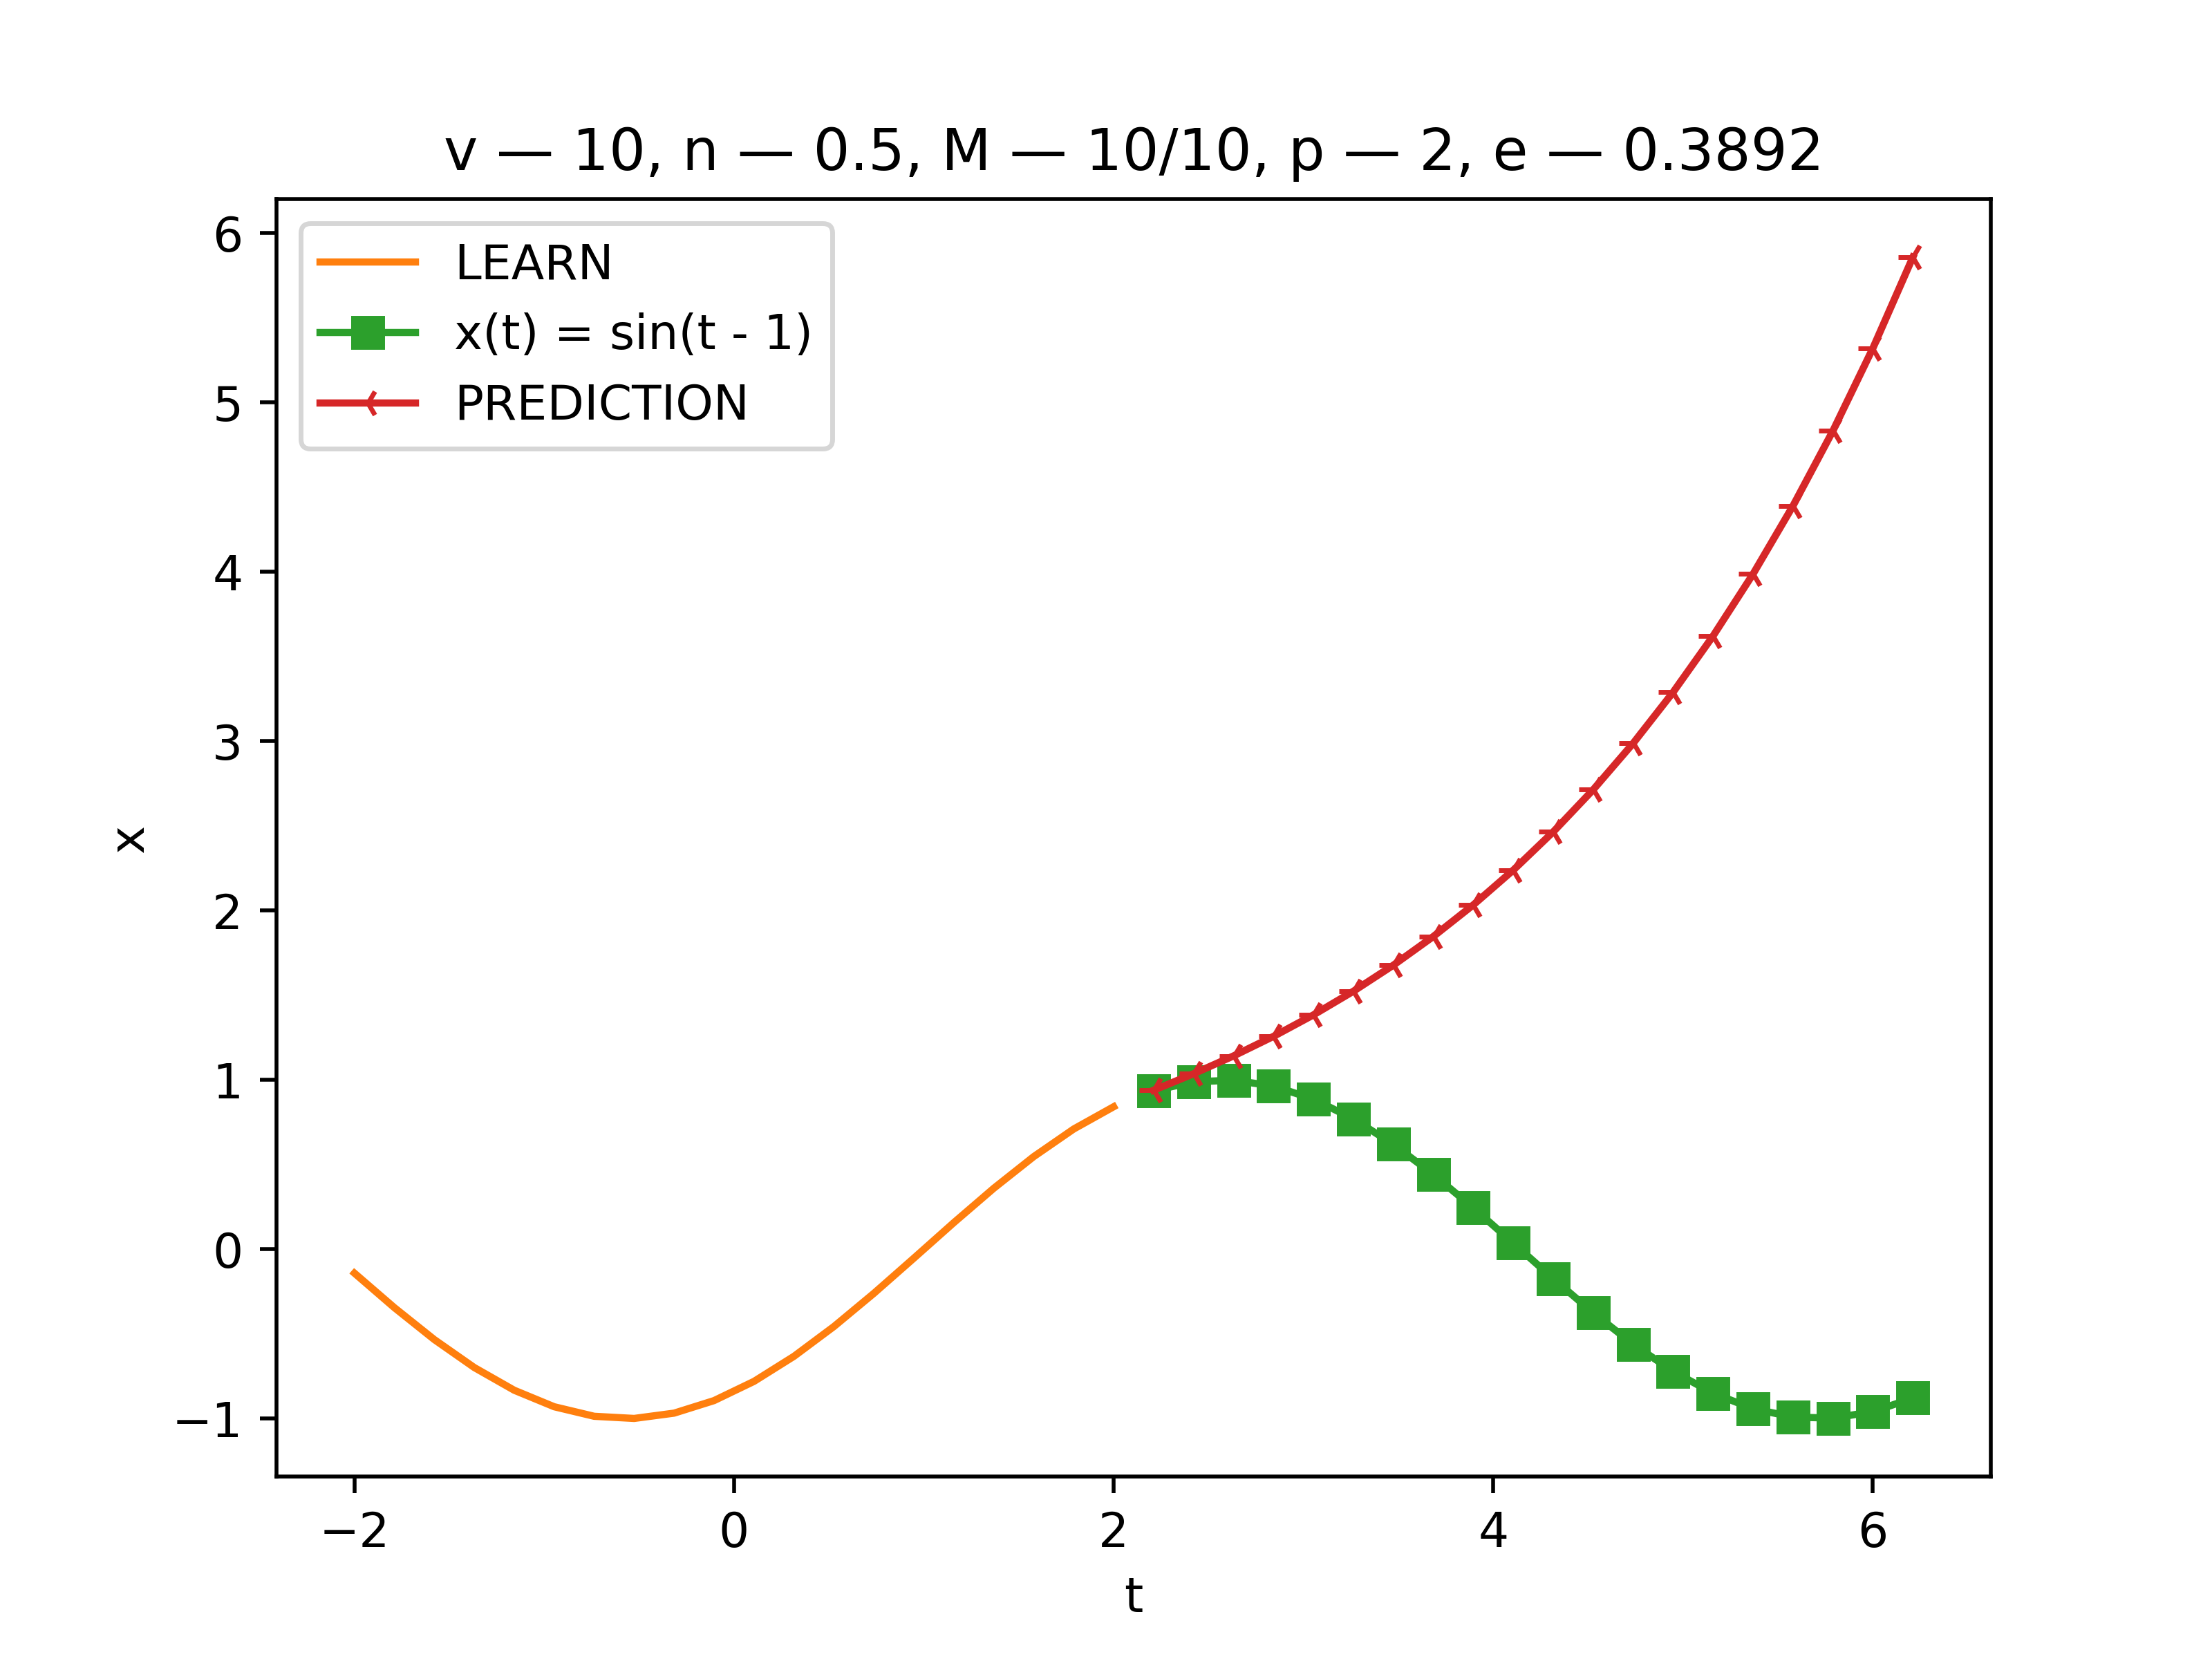 v — 10, n — 0.5, M — 10/10, p — 2, e — 0.3892
LEARN
x(t) = sin(t - 1)
PREDICTION
6
5
4
3
2
1
0
−1
x
−2 0 2 4 6
t